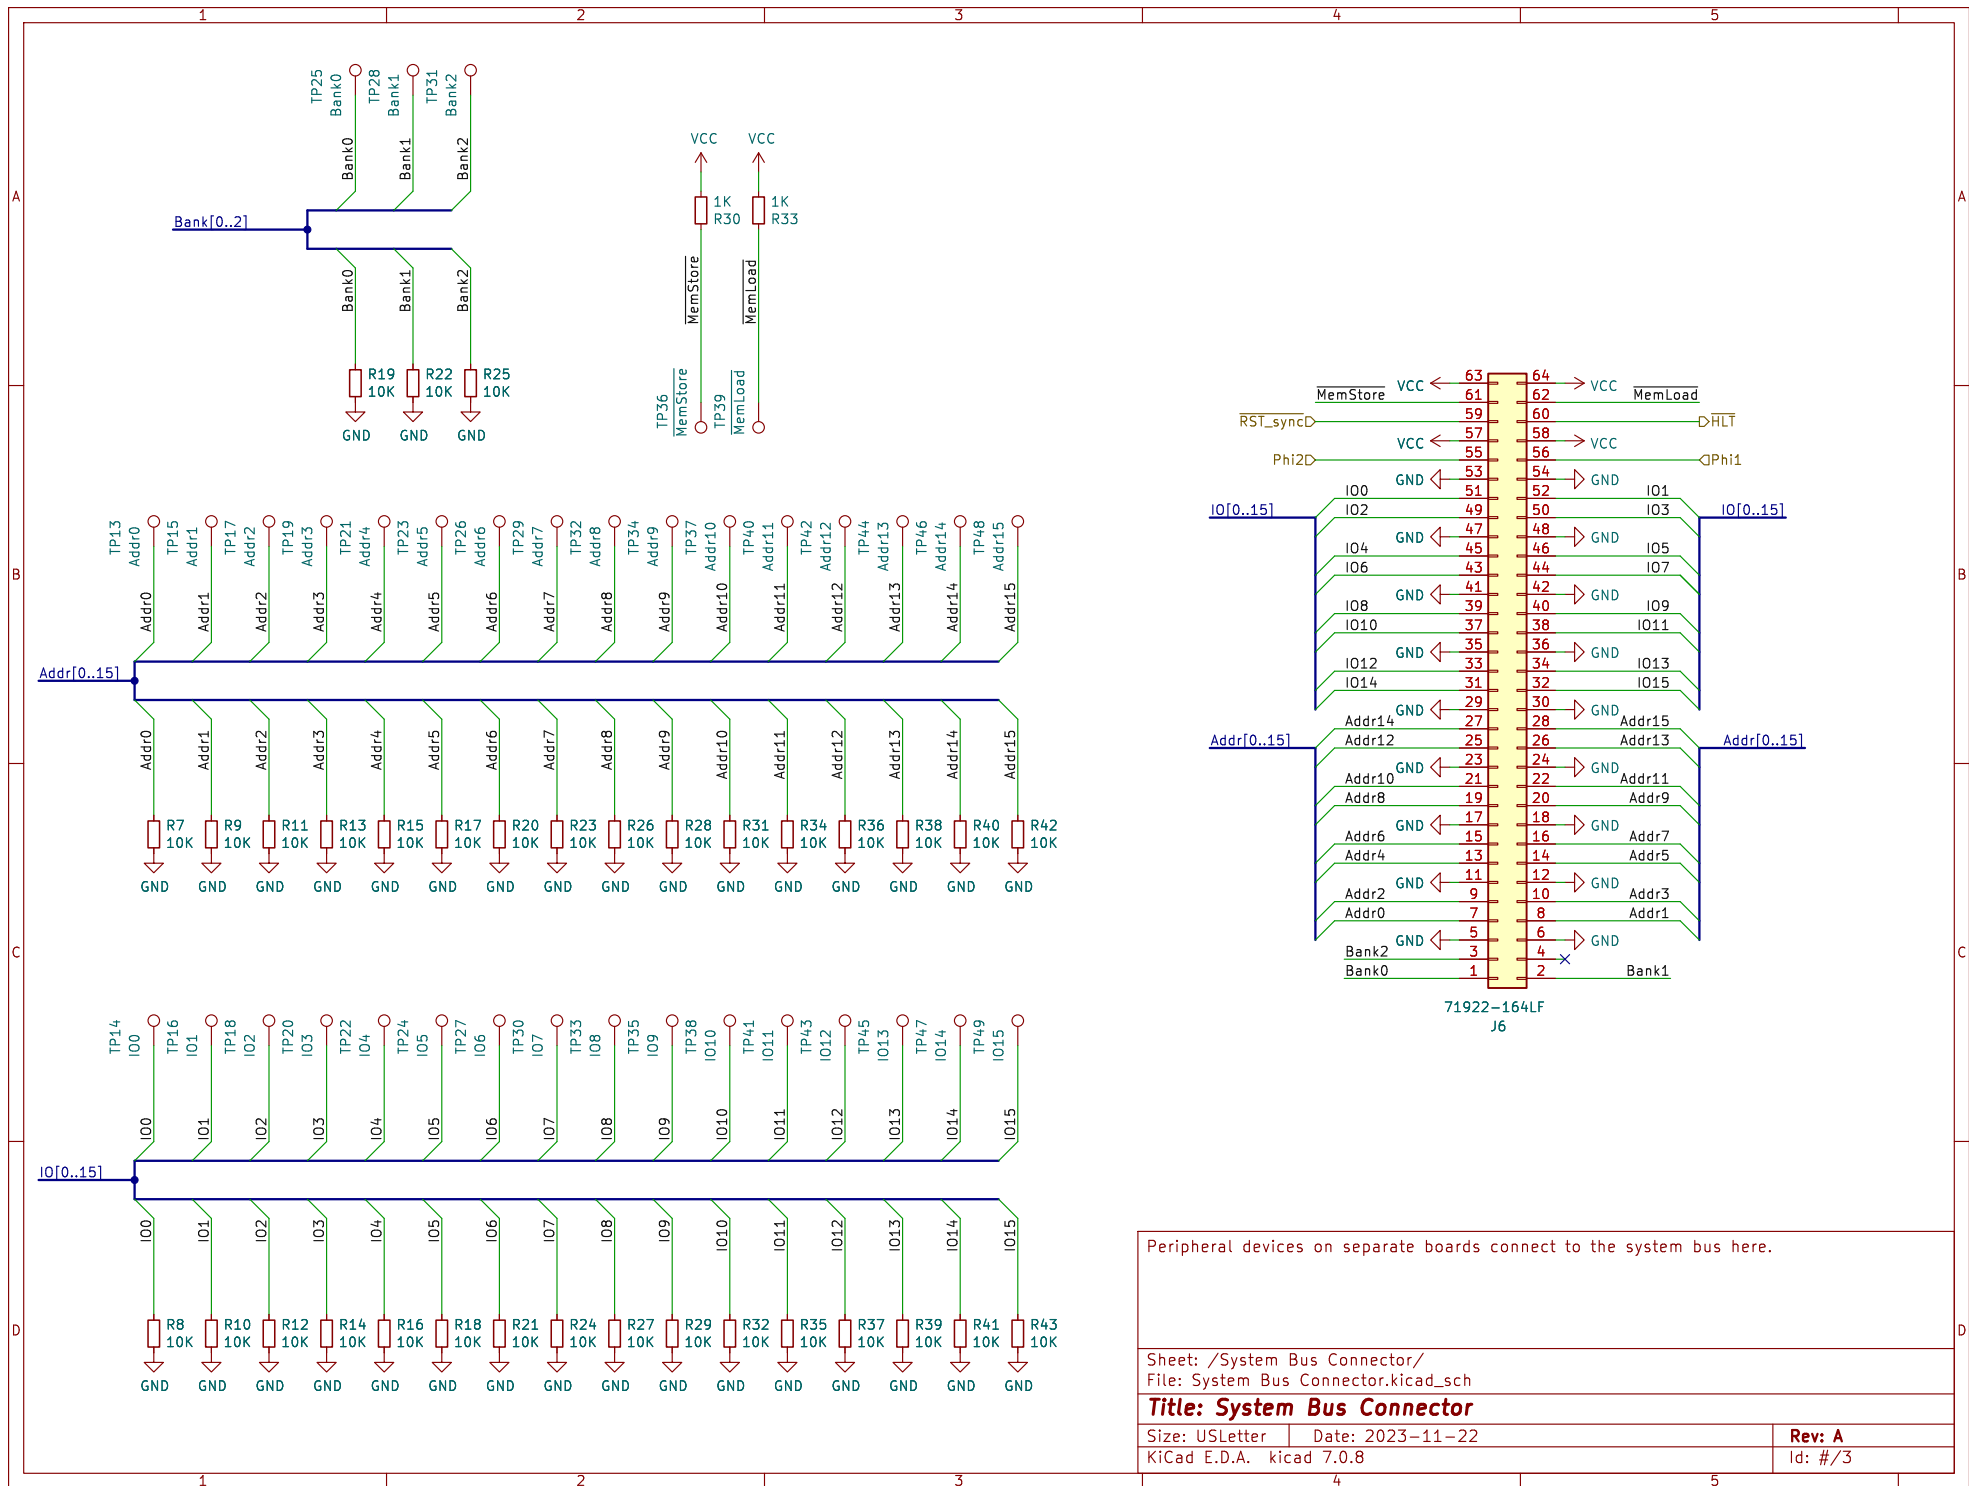 1 2 3 4 5
A A
B B
C C
D D
TP25 Bank0 TP28 Bank1 TP31 Bank2
Bank0 Bank1 Bank2
Bank[0..2]
Bank0 Bank1 Bank2
R19 10K R22 10K R25 10K
GND GND GND
VCC VCC
1K R30 1K R33
MemStore MemLoad
TP36 MemStore TP39 MemLoad
TP13 Addr0 TP15 Addr1 TP17 Addr2 TP19 Addr3 TP21 Addr4 TP23 Addr5 TP26 Addr6 TP29 Addr7 TP32 Addr8 TP34 Addr9 TP37 Addr10 TP40 Addr11 TP42 Addr12 TP44 Addr13 TP46 Addr14 TP48 Addr15
Addr0 Addr1 Addr2 Addr3 Addr4 Addr5 Addr6 Addr7 Addr8 Addr9 Addr10 Addr11 Addr12 Addr13 Addr14 Addr15
Addr[0..15]
Addr0 Addr1 Addr2 Addr3 Addr4 Addr5 Addr6 Addr7 Addr8 Addr9 Addr10 Addr11 Addr12 Addr13 Addr14 Addr15
R7 R9 R11 R13 R15 R17 R20 R23 R26 R28 R31 R34 R36 R38 R40 R42
10K 10K 10K 10K 10K 10K 10K 10K 10K 10K 10K 10K 10K 10K 10K 10K
GND GND GND GND GND GND GND GND GND GND GND GND GND GND GND GND
TP14 IO0 TP16 IO1 TP18 IO2 TP20 IO3 TP22 IO4 TP24 IO5 TP27 IO6 TP30 IO7 TP33 IO8 TP35 IO9 TP38 IO10 TP41 IO11 TP43 IO12 TP45 IO13 TP47 IO14 TP49 IO15
IO0 IO1 IO2 IO3 IO4 IO5 IO6 IO7 IO8 IO9 IO10 IO11 IO12 IO13 IO14 IO15
IO[0..15]
IO0 IO1 IO2 IO3 IO4 IO5 IO6 IO7 IO8 IO9 IO10 IO11 IO12 IO13 IO14 IO15
R8 R10 R12 R14 R16 R18 R21 R24 R27 R29 R32 R35 R37 R39 R41 R43
10K 10K 10K 10K 10K 10K 10K 10K 10K 10K 10K 10K 10K 10K 10K 10K
GND GND GND GND GND GND GND GND GND GND GND GND GND GND GND GND
VCC 63 64 VCC
MemStore 61 62 MemLoad
RST_sync 59 60 HLT
VCC 57 58 VCC
Phi2 55 56 Phi1
GND 53 54 GND
IO0 51 52 IO1
IO[0..15] IO2 49 50 IO3 IO[0..15]
GND 47 48 GND
IO4 45 46 IO5
IO6 43 44 IO7
GND 41 42 GND
IO8 39 40 IO9
IO10 37 38 IO11
GND 35 36 GND
IO12 33 34 IO13
IO14 31 32 IO15
GND 29 30 GND
Addr14 27 28 Addr15
Addr[0..15] Addr12 25 26 Addr13 Addr[0..15]
GND 23 24 GND
Addr10 21 22 Addr11
Addr8 19 20 Addr9
GND 17 18 GND
Addr6 15 16 Addr7
Addr4 13 14 Addr5
GND 11 12 GND
Addr2 9 10 Addr3
Addr0 7 8 Addr1
GND 5 6 GND
Bank2 3 4
Bank0 1 2 Bank1
71922-164LF
J6
Peripheral devices on separate boards connect to the system bus here.
Sheet: /System Bus Connector/
File: System Bus Connector.kicad_sch
Title: System Bus Connector
Size: USLetter Date: 2023-11-22 Rev: A
KiCad E.D.A. kicad 7.0.8 Id: #/3
1 2 3 4 5